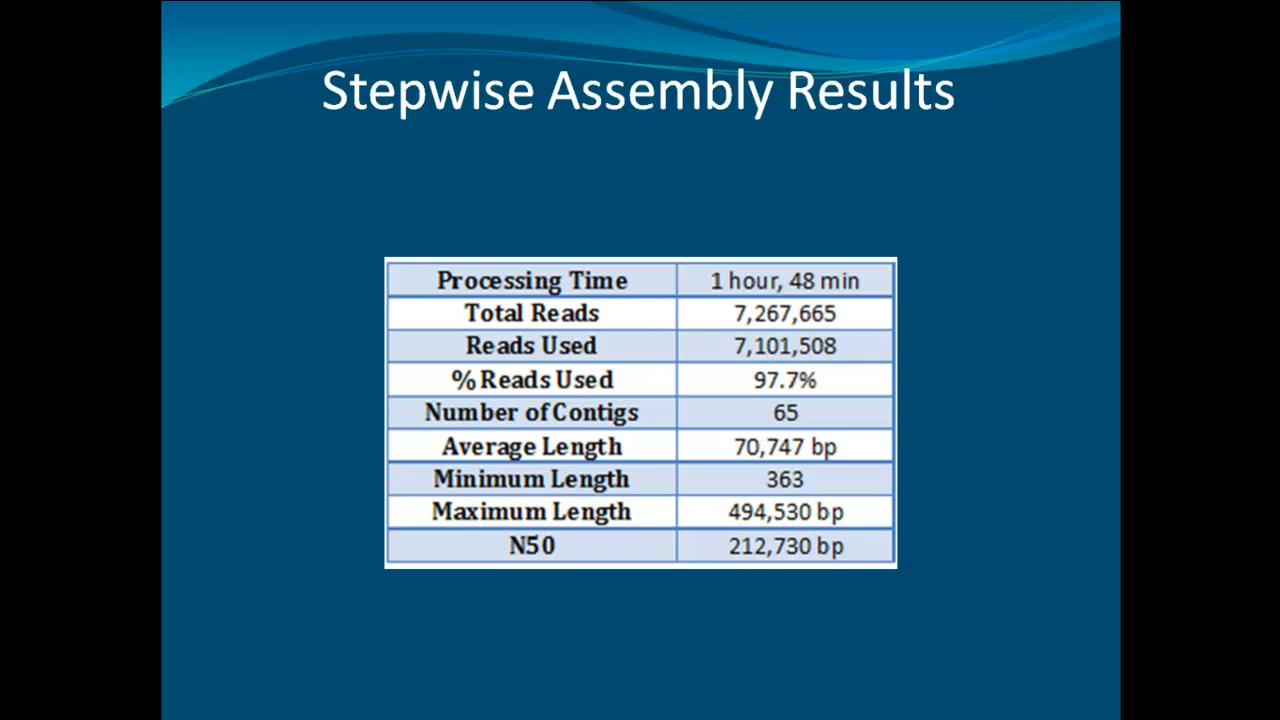 Stepwise Assembly Results
Processing Time 1 hour, 48 min
Total Reads 7,267,665
Reads Used 7,101,508
% Reads Used 97.7%
Number of Contigs 65
Average Length 70,747 bp
Minimum Length 363
Maximum Length 494,530 bp
N50 212,730 bp